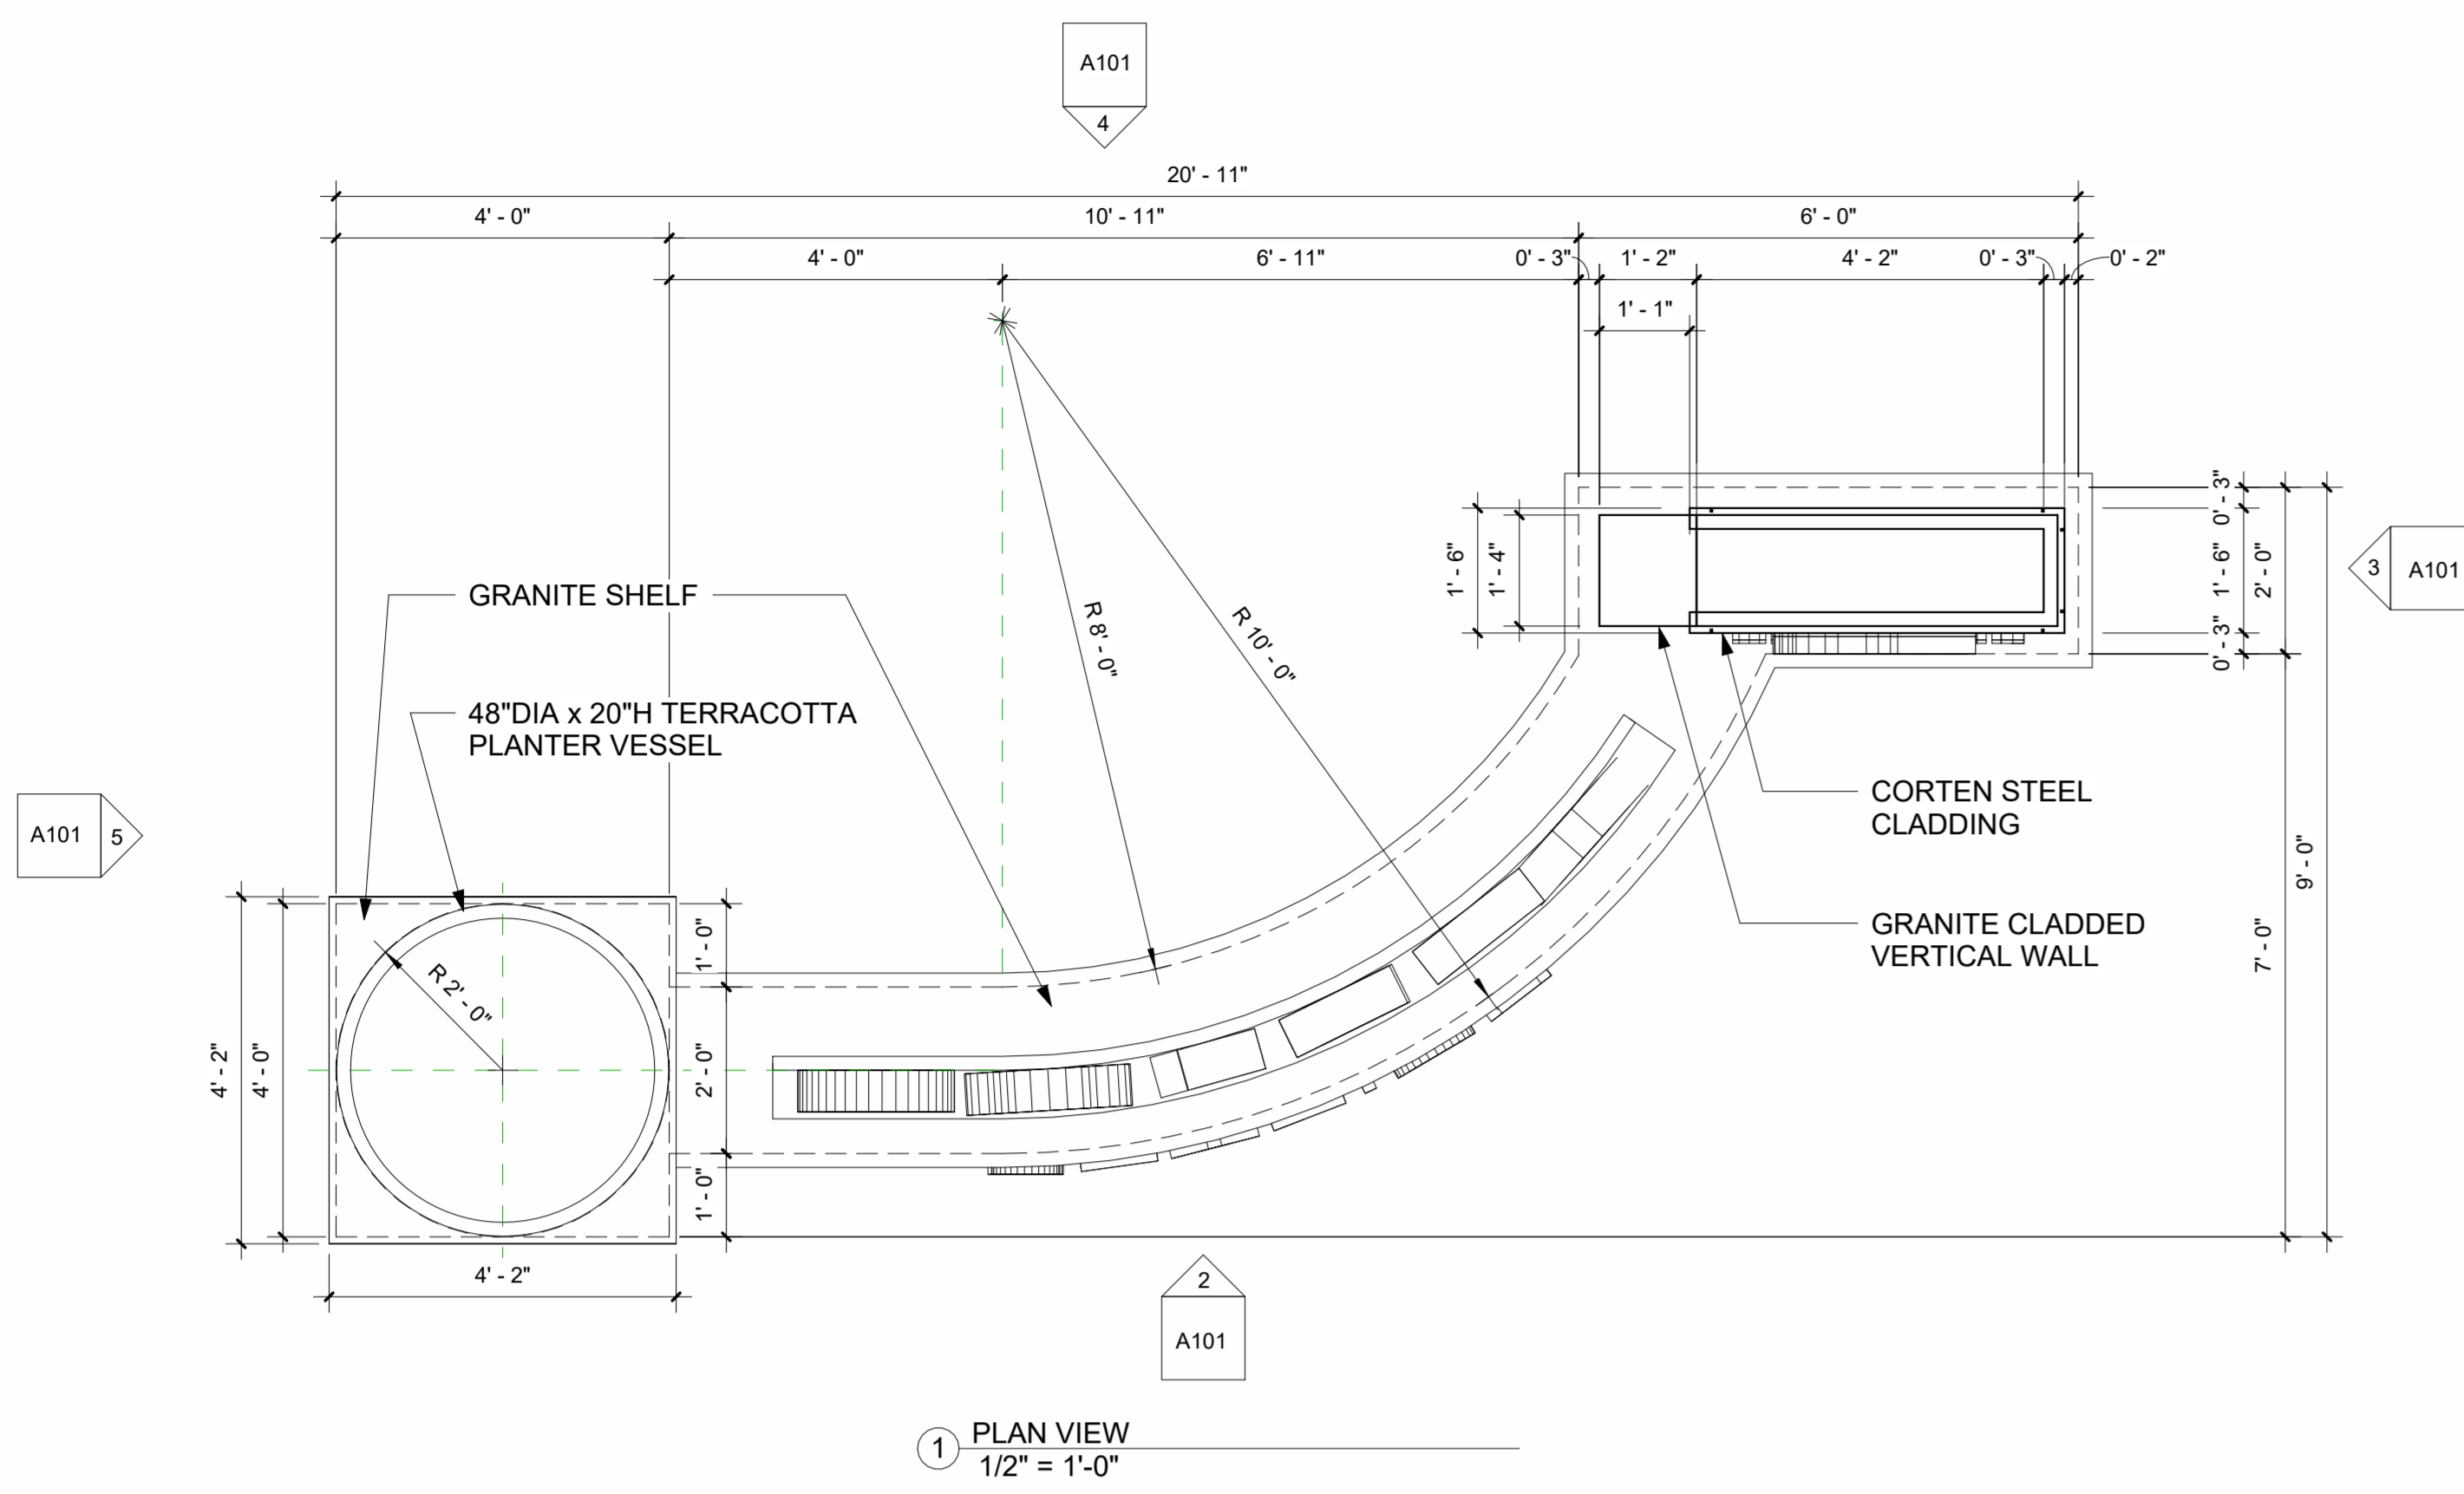 A101
4
20' - 11"
4' - 0"
10' - 11"
6' - 0"
4' - 0"
6' - 11"
0' - 3"
1' - 2"
4' - 2"
0' - 3"
0' - 2"
1' - 1"
0' - 3"
1' - 6"
2' - 0"
0' - 3"
1' - 6"
1' - 4"
3
A101
GRANITE SHELF
R 8' - 0"
R 10' - 0"
48"DIA x 20"H TERRACOTTA
PLANTER VESSEL
CORTEN STEEL
CLADDING
A101
5
9' - 0"
GRANITE CLADDED
VERTICAL WALL
7' - 0"
1' - 0"
R 2' - 0"
4' - 2"
4' - 0"
2' - 0"
1' - 0"
4' - 2"
2
A101
1
PLAN VIEW
1/2" = 1'-0"